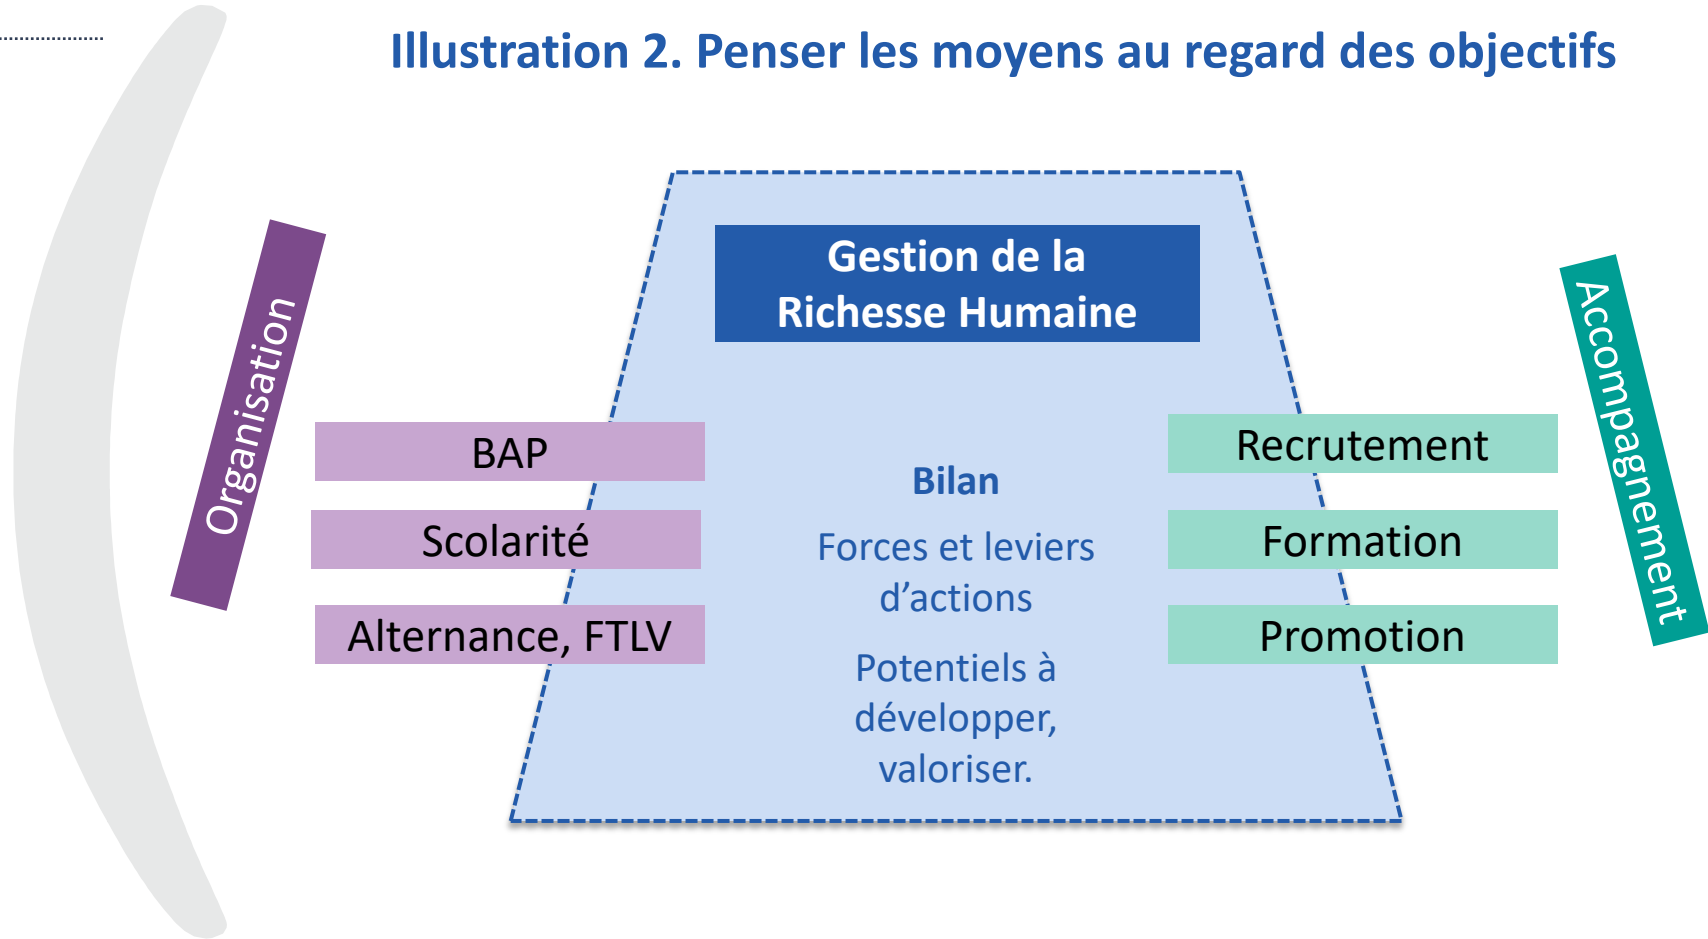 Illustration 2. Penser les moyens au regard des objectifs
Organisation
BAP
Scolarité
Alternance, FTLV
Gestion de la
Richesse Humaine
Bilan
Forces et leviers
d’actions
Potentiels à
développer,
valoriser.
Recrutement
Formation
Promotion
Accompagnement